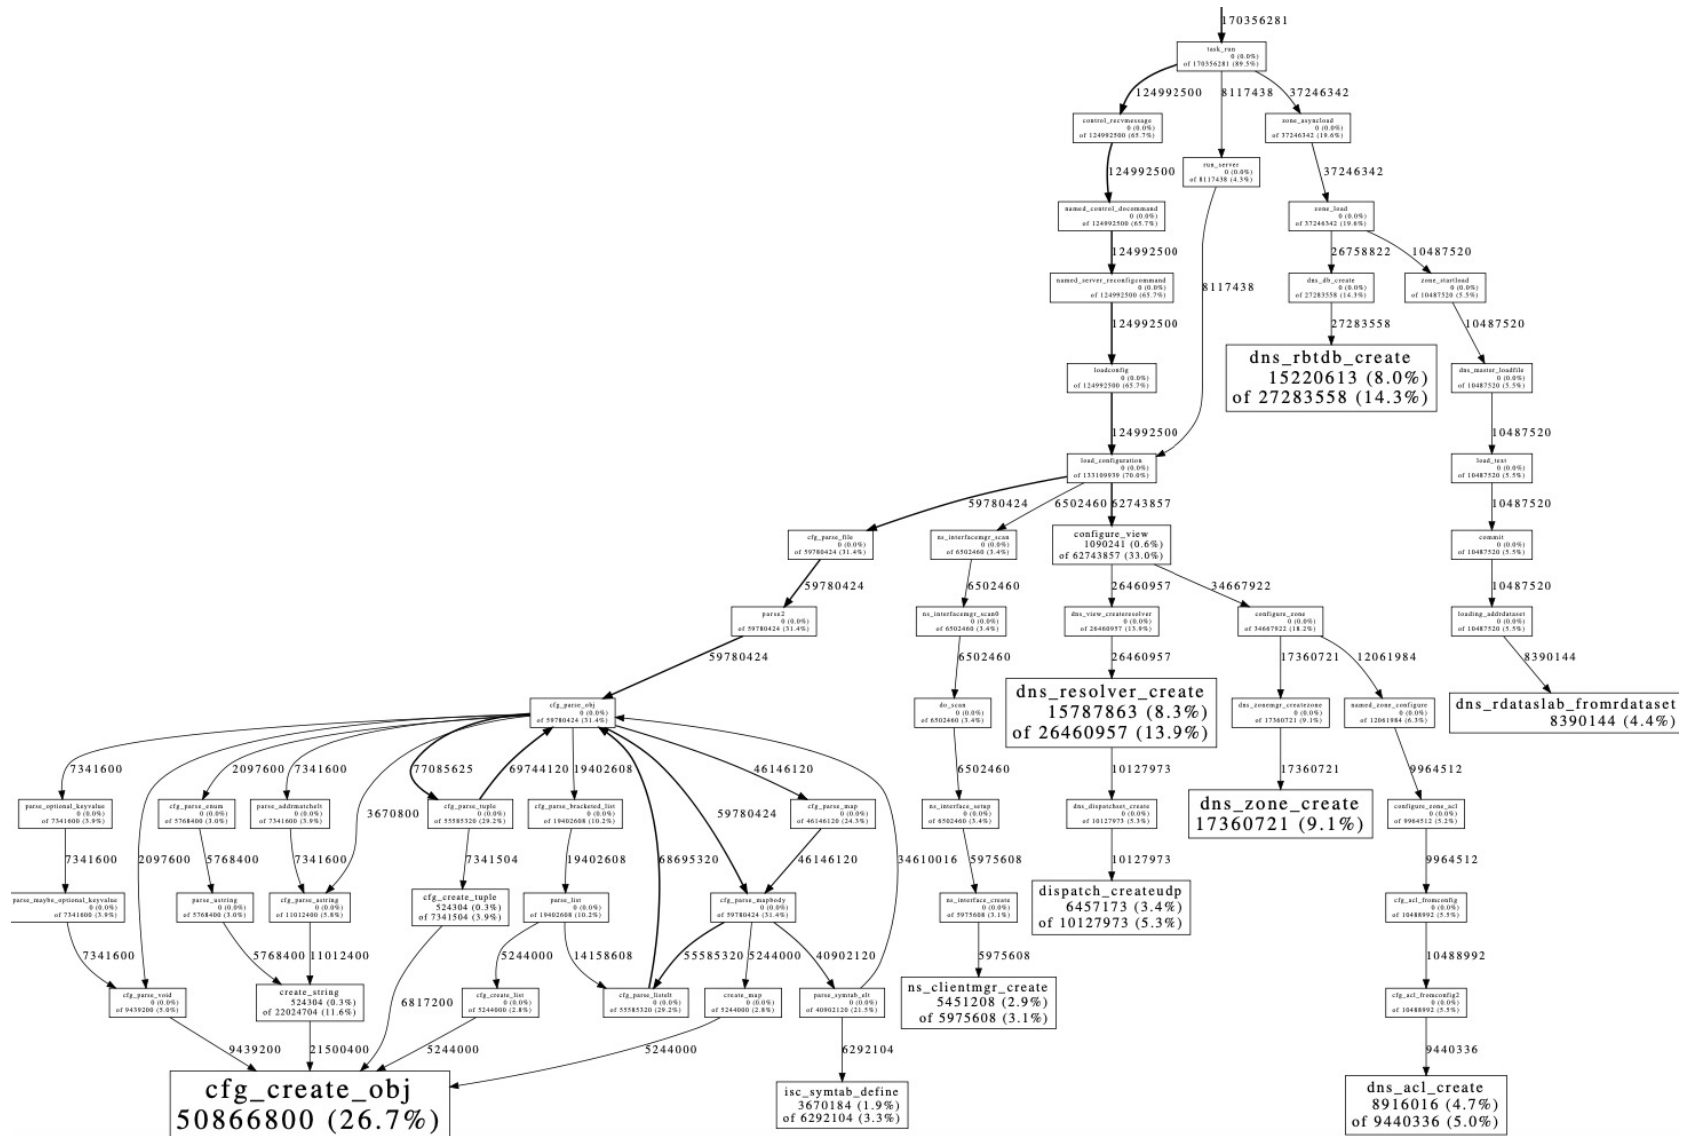 170356281
task_run
0 (0.0%)
of 170356281 (89.5%)
124992500
8117438
37246342
control_recvmessage
0 (0.0%)
of 124992500 (65.7%)
zone_asyncload
0 (0.0%)
of 37246342 (19.6%)
run_server
0 (0.0%)
of 8117438 (4.3%)
124992500
37246342
named_control_docommand
0 (0.0%)
of 124992500 (65.7%)
zone_load
0 (0.0%)
of 37246342 (19.6%)
124992500
26758822
10487520
named_server_reconfigcommand
0 (0.0%)
of 124992500 (65.7%)
8117438
dns_db_create
0 (0.0%)
of 27283558 (14.3%)
zone_startload
0 (0.0%)
of 10487520 (5.5%)
124992500
27283558
10487520
loadconfig
0 (0.0%)
of 124992500 (65.7%)
dns_rbtdb_create
15220613 (8.0%)
of 27283558 (14.3%)
dns_master_loadfile
0 (0.0%)
of 10487520 (5.5%)
124992500
10487520
load_configuration
0 (0.0%)
of 133109939 (70.0%)
load_text
0 (0.0%)
of 10487520 (5.5%)
59780424
6502460
62743857
10487520
cfg_parse_file
0 (0.0%)
of 59780424 (31.4%)
ns_interfacemgr_scan
0 (0.0%)
of 6502460 (3.4%)
configure_view
1090241 (0.6%)
of 62743857 (33.0%)
commit
0 (0.0%)
of 10487520 (5.5%)
59780424
6502460
26460957
34667922
10487520
parse2
0 (0.0%)
of 59780424 (31.4%)
ns_interfacemgr_scan0
0 (0.0%)
of 6502460 (3.4%)
dns_view_createresolver
0 (0.0%)
of 26460957 (13.9%)
configure_zone
0 (0.0%)
of 34667922 (18.2%)
loading_addrdataset
0 (0.0%)
of 10487520 (5.5%)
59780424
6502460
26460957
17360721
12061984
8390144
cfg_parse_obj
0 (0.0%)
of 59780424 (31.4%)
do_scan
0 (0.0%)
of 6502460 (3.4%)
dns_resolver_create
15787863 (8.3%)
of 26460957 (13.9%)
dns_zonemgr_createzone
0 (0.0%)
of 17360721 (9.1%)
named_zone_configure
0 (0.0%)
of 12061984 (6.3%)
dns_rdataslab_fromrdataset
8390144 (4.4%)
7341600
2097600
7341600
77085625
69744120
19402608
46146120
6502460
10127973
17360721
9964512
parse_optional_keyvalue
0 (0.0%)
of 7341600 (3.9%)
cfg_parse_enum
0 (0.0%)
of 5768400 (3.0%)
parse_addrmatchelt
0 (0.0%)
of 7341600 (3.9%)
3670800
cfg_parse_tuple
0 (0.0%)
of 55585320 (29.2%)
cfg_parse_bracketed_list
0 (0.0%)
of 19402608 (10.2%)
59780424
cfg_parse_map
0 (0.0%)
of 46146120 (24.3%)
ns_interface_setup
0 (0.0%)
of 6502460 (3.4%)
dns_dispatchset_create
0 (0.0%)
of 10127973 (5.3%)
dns_zone_create
17360721 (9.1%)
configure_zone_acl
0 (0.0%)
of 9964512 (5.2%)
7341600
2097600
5768400
7341600
7341504
19402608
68695320
46146120
34610016
5975608
10127973
9964512
parse_maybe_optional_keyvalue
0 (0.0%)
of 7341600 (3.9%)
parse_ustring
0 (0.0%)
of 5768400 (3.0%)
cfg_parse_astring
0 (0.0%)
of 11012400 (5.8%)
cfg_create_tuple
524304 (0.3%)
of 7341504 (3.9%)
parse_list
0 (0.0%)
of 19402608 (10.2%)
cfg_parse_mapbody
0 (0.0%)
of 59780424 (31.4%)
ns_interface_create
0 (0.0%)
of 5975608 (3.1%)
dispatch_createudp
6457173 (3.4%)
of 10127973 (5.3%)
cfg_acl_fromconfig
0 (0.0%)
of 10488992 (5.5%)
7341600
5768400
11012400
5244000
14158608
55585320
5244000
40902120
5975608
10488992
cfg_parse_void
0 (0.0%)
of 9439200 (5.0%)
create_string
524304 (0.3%)
of 22024704 (11.6%)
6817200
cfg_create_list
0 (0.0%)
of 5244000 (2.8%)
cfg_parse_listelt
0 (0.0%)
of 55585320 (29.2%)
create_map
0 (0.0%)
of 5244000 (2.8%)
parse_symtab_elt
0 (0.0%)
of 40902120 (21.5%)
ns_clientmgr_create
5451208 (2.9%)
of 5975608 (3.1%)
cfg_acl_fromconfig2
0 (0.0%)
of 10488992 (5.5%)
9439200
21500400
5244000
5244000
6292104
9440336
cfg_create_obj
50866800 (26.7%)
isc_symtab_define
3670184 (1.9%)
of 6292104 (3.3%)
dns_acl_create
8916016 (4.7%)
of 9440336 (5.0%)